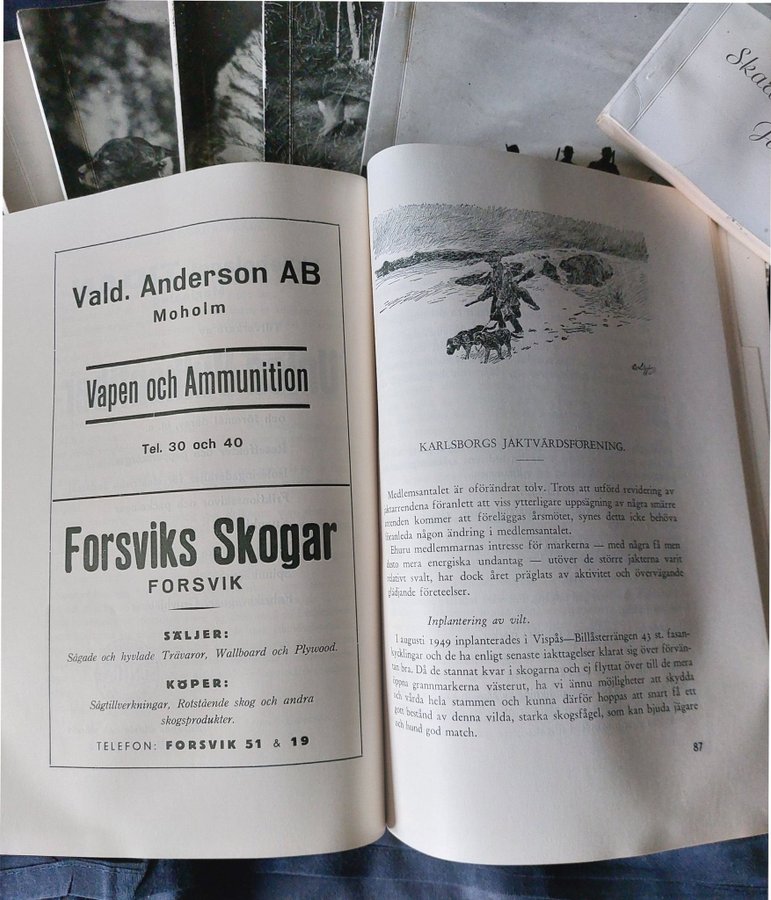 Vald. Anderson AB
Moholm
Vapen och Ammunition
Tel. 30 och 40
Forsviks Skogar
FORSVIK
SÄLJER:
Sågade och hyvlade Trävaror, Wallboard och Plywood.
KÖPER:
Sågtillverkningar, Rotstående skog och andra
skogsprodukter.
TELEFON: FORSVIK 51 & 19
KARLSBORGS JAKTVÅRDSFÖRENING.
Medlemsantalet är oförändrat tolv. Trots att utförd revidering av
jaktarrendena föranlett att viss ytterligare uppsägning av några smärre
arrenden kommer att föreläggas årsmötet, synes detta icke behöva
föranleda någon ändring i medlemsantalet.
Ehuru medlemmarnas intresse för markerna — med några få men
desto mera energiska undantag — utöver de större jakterna varit
relativt svalt, har dock året präglats av aktivitet och övervägande
glädjande företeelser.
Inplantering av vilt.
I augusti 1949 inplanterades i Vispås—Billåsterrängen 43 st. fasan-
kycklingar och de ha enligt senaste iakttagelser klarat sig över förvän-
tan bra. Då de stannat kvar i skogarna och ej flyttat över till de mera
öppna grannmarkerna västerut, ha vi ännu möjligheter att skydda
och vårda hela stammen och kunna därför hoppas att snart få ett
gott bestånd av denna vilda, starka skogsfågel, som kan bjuda jägare
och hund god match.
87